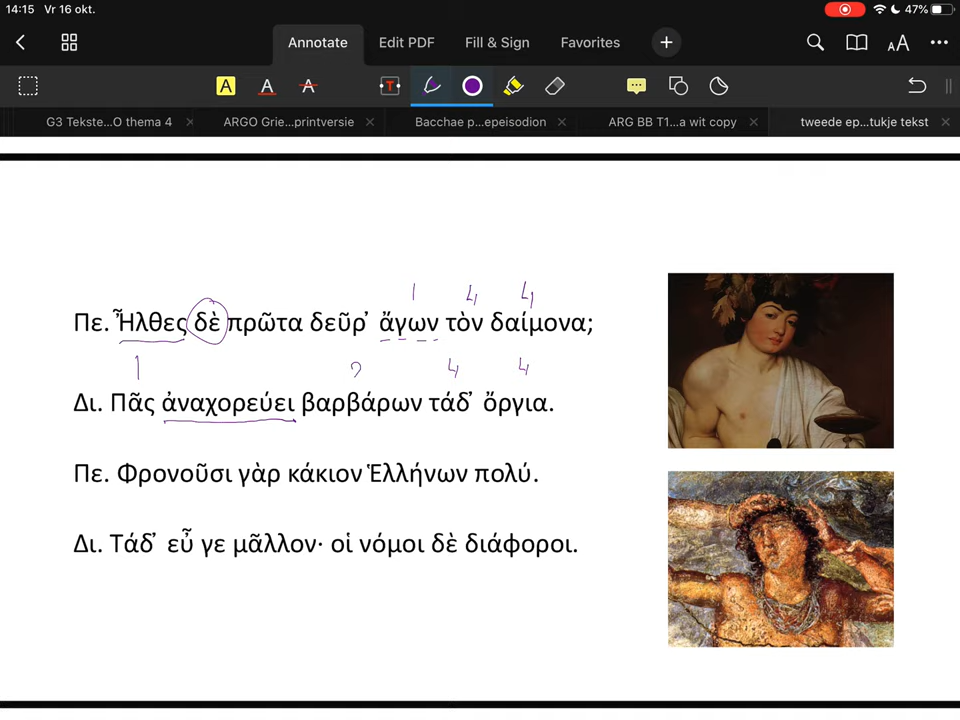 14:15 Vr 16 okt. 47%
Annotate Edit PDF Fill & Sign Favorites
G3 Tekste...O thema 4 ARGO Grie...printversie Bacchae p...epeisodion ARG BB T1...a wit copy tweede ep...tukje tekst
1 4 4
Πε. Ἦλθες δὲ πρῶτα δεῦρ᾽ ἄγων τὸν δαίμονα;
1 2 4 4
Δι. Πᾶς ἀναχορεύει βαρβάρων τάδ᾽ ὄργια.
Πε. Φρονοῦσι γὰρ κάκιον Ἑλλήνων πολύ.
Δι. Τάδ᾽ εὖ γε μᾶλλον· οἱ νόμοι δὲ διάφοροι.